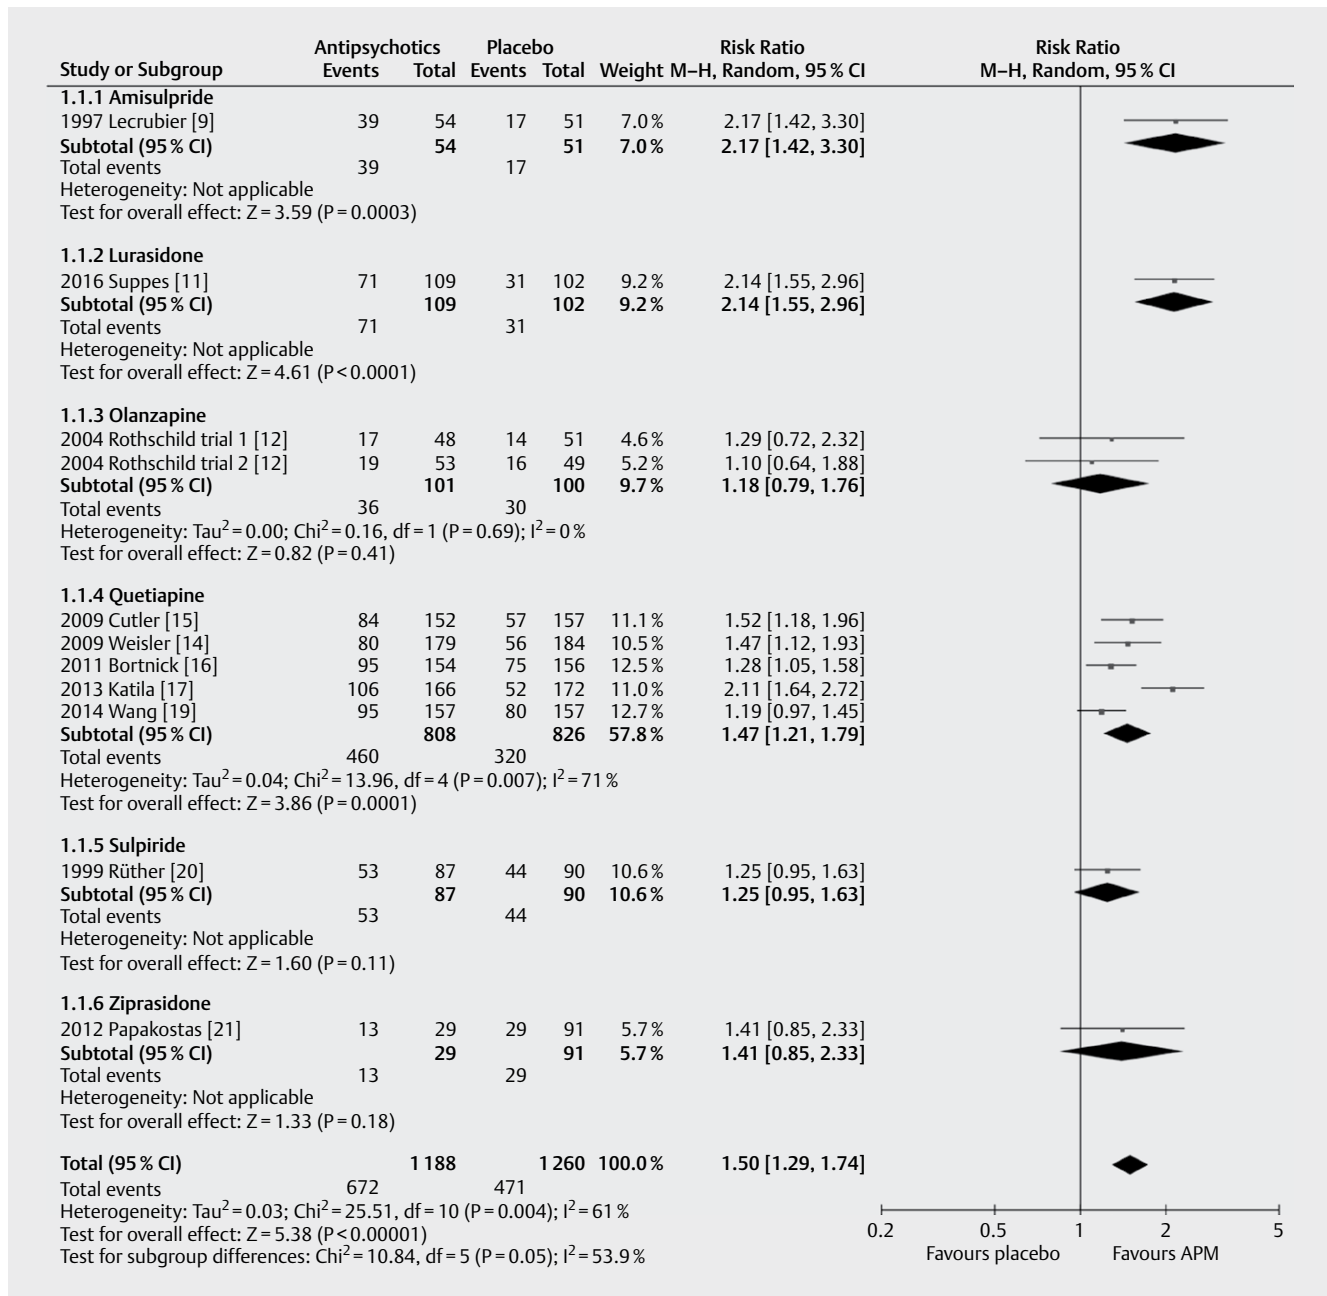 Antipsychotics Placebo Risk Ratio Risk Ratio
Study or Subgroup Events Total Events Total Weight M–H, Random, 95 % CI M–H, Random, 95 % CI
1.1.1 Amisulpride
1997 Lecrubier [9] 39 54 17 51 7.0 % 2.17 [1.42, 3.30]
Subtotal (95 % CI) 54 51 7.0 % 2.17 [1.42, 3.30]
Total events 39 17
Heterogeneity: Not applicable
Test for overall effect: Z = 3.59 (P = 0.0003)
1.1.2 Lurasidone
2016 Suppes [11] 71 109 31 102 9.2 % 2.14 [1.55, 2.96]
Subtotal (95 % CI) 109 102 9.2 % 2.14 [1.55, 2.96]
Total events 71 31
Heterogeneity: Not applicable
Test for overall effect: Z = 4.61 (P < 0.0001)
1.1.3 Olanzapine
2004 Rothschild trial 1 [12] 17 48 14 51 4.6 % 1.29 [0.72, 2.32]
2004 Rothschild trial 2 [12] 19 53 16 49 5.2 % 1.10 [0.64, 1.88]
Subtotal (95 % CI) 101 100 9.7 % 1.18 [0.79, 1.76]
Total events 36 30
Heterogeneity: Tau² = 0.00; Chi² = 0.16, df = 1 (P = 0.69); I² = 0 %
Test for overall effect: Z = 0.82 (P = 0.41)
1.1.4 Quetiapine
2009 Cutler [15] 84 152 57 157 11.1 % 1.52 [1.18, 1.96]
2009 Weisler [14] 80 179 56 184 10.5 % 1.47 [1.12, 1.93]
2011 Bortnick [16] 95 154 75 156 12.5 % 1.28 [1.05, 1.58]
2013 Katila [17] 106 166 52 172 11.0 % 2.11 [1.64, 2.72]
2014 Wang [19] 95 157 80 157 12.7 % 1.19 [0.97, 1.45]
Subtotal (95 % CI) 808 826 57.8 % 1.47 [1.21, 1.79]
Total events 460 320
Heterogeneity: Tau² = 0.04; Chi² = 13.96, df = 4 (P = 0.007); I² = 71 %
Test for overall effect: Z = 3.86 (P = 0.0001)
1.1.5 Sulpiride
1999 Rüther [20] 53 87 44 90 10.6 % 1.25 [0.95, 1.63]
Subtotal (95 % CI) 87 90 10.6 % 1.25 [0.95, 1.63]
Total events 53 44
Heterogeneity: Not applicable
Test for overall effect: Z = 1.60 (P = 0.11)
1.1.6 Ziprasidone
2012 Papakostas [21] 13 29 29 91 5.7 % 1.41 [0.85, 2.33]
Subtotal (95 % CI) 29 91 5.7 % 1.41 [0.85, 2.33]
Total events 13 29
Heterogeneity: Not applicable
Test for overall effect: Z = 1.33 (P = 0.18)
Total (95 % CI) 1 188 1 260 100.0 % 1.50 [1.29, 1.74]
Total events 672 471
Heterogeneity: Tau² = 0.03; Chi² = 25.51, df = 10 (P = 0.004); I² = 61 %
Test for overall effect: Z = 5.38 (P < 0.00001)
Test for subgroup differences: Chi² = 10.84, df = 5 (P = 0.05); I² = 53.9 %
0.2 0.5 1 2 5
Favours placebo Favours APM